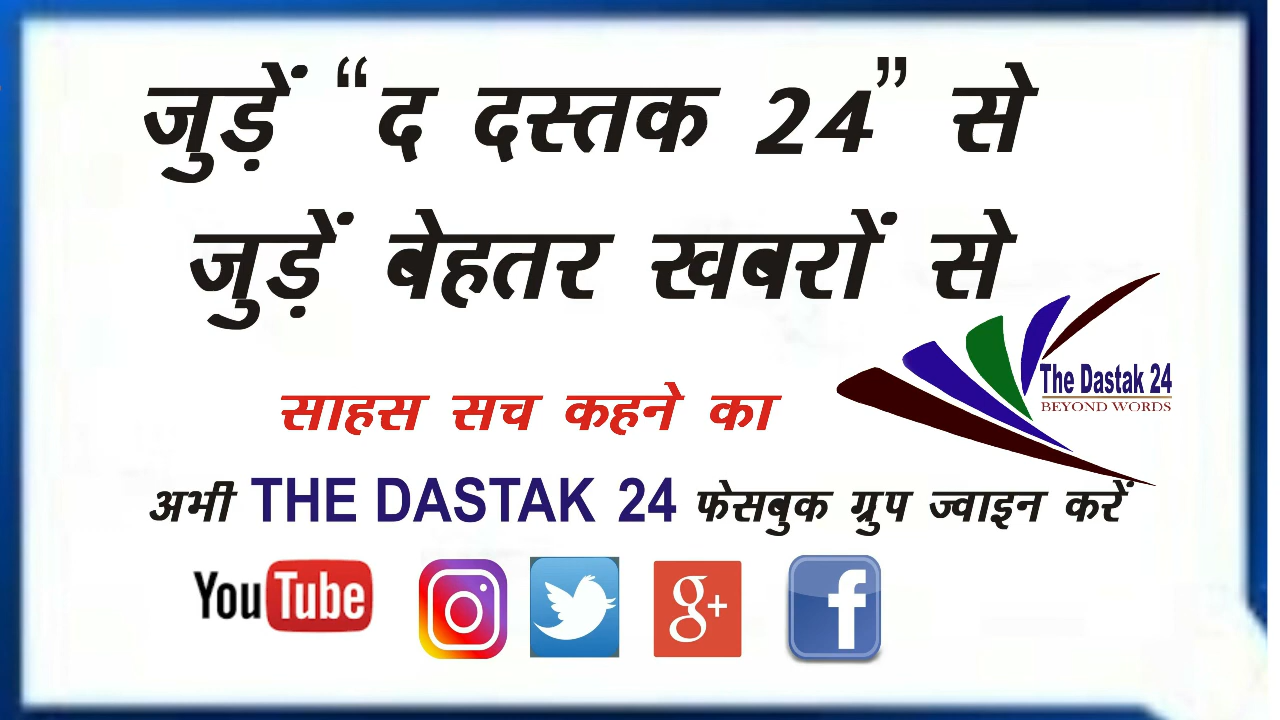 जुड़ें “द दस्तक 24” से
जुड़ें बेहतर खबरों से
The Dastak 24
BEYOND WORDS
साहस सच कहने का
अभी THE DASTAK 24 फेसबुक ग्रुप ज्वाइन करें
YouTube g+ f